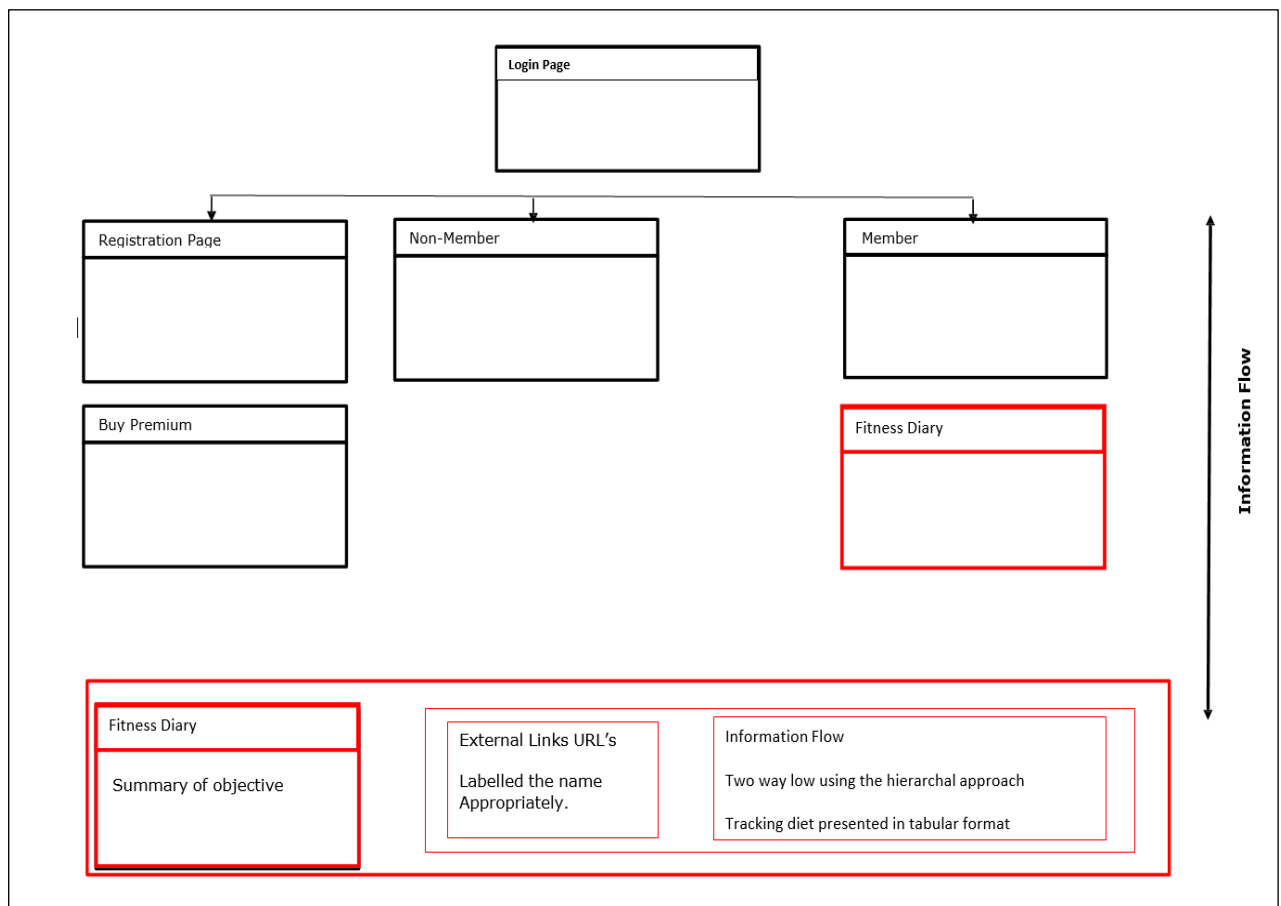 Login Page
Registration Page
Non-Member
Member
Buy Premium
Fitness Diary
Information Flow
Fitness Diary
Summary of objective
External Links URL's
Labelled the name
Appropriately.
Information Flow
Two way low using the hierarchal approach
Tracking diet presented in tabular format